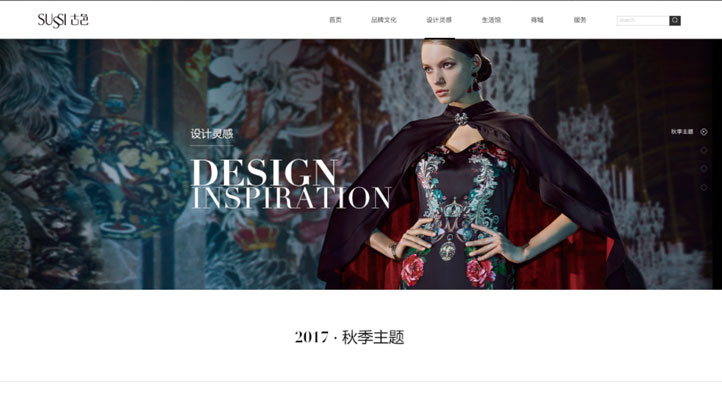 SUSSI 古色
首页 品牌文化 设计灵感 生活馆 商城 服务
秋季主题
设计灵感
DESIGN
INSPIRATION
2017 · 秋季主题